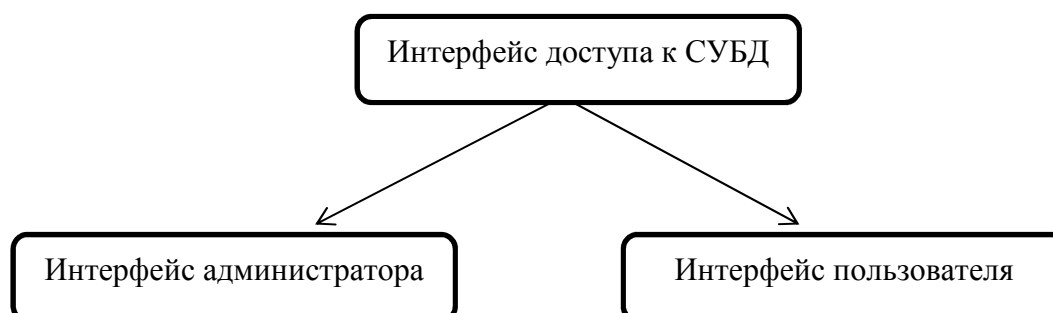 Интерфейс доступа к СУБД
Интерфейс администратора
Интерфейс пользователя